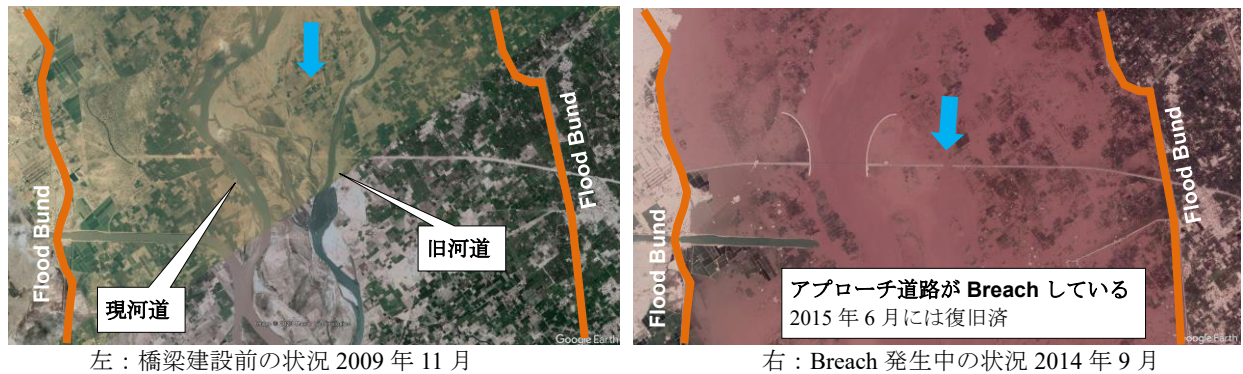 Flood Bund
Flood Bund
現河道
旧河道
Google Earth
左：橋梁建設前の状況 2009 年 11 月
Flood Bund
Flood Bund
アプローチ道路が Breach している
2015 年 6 月には復旧済
Google Earth
右：Breach 発生中の状況 2014 年 9 月